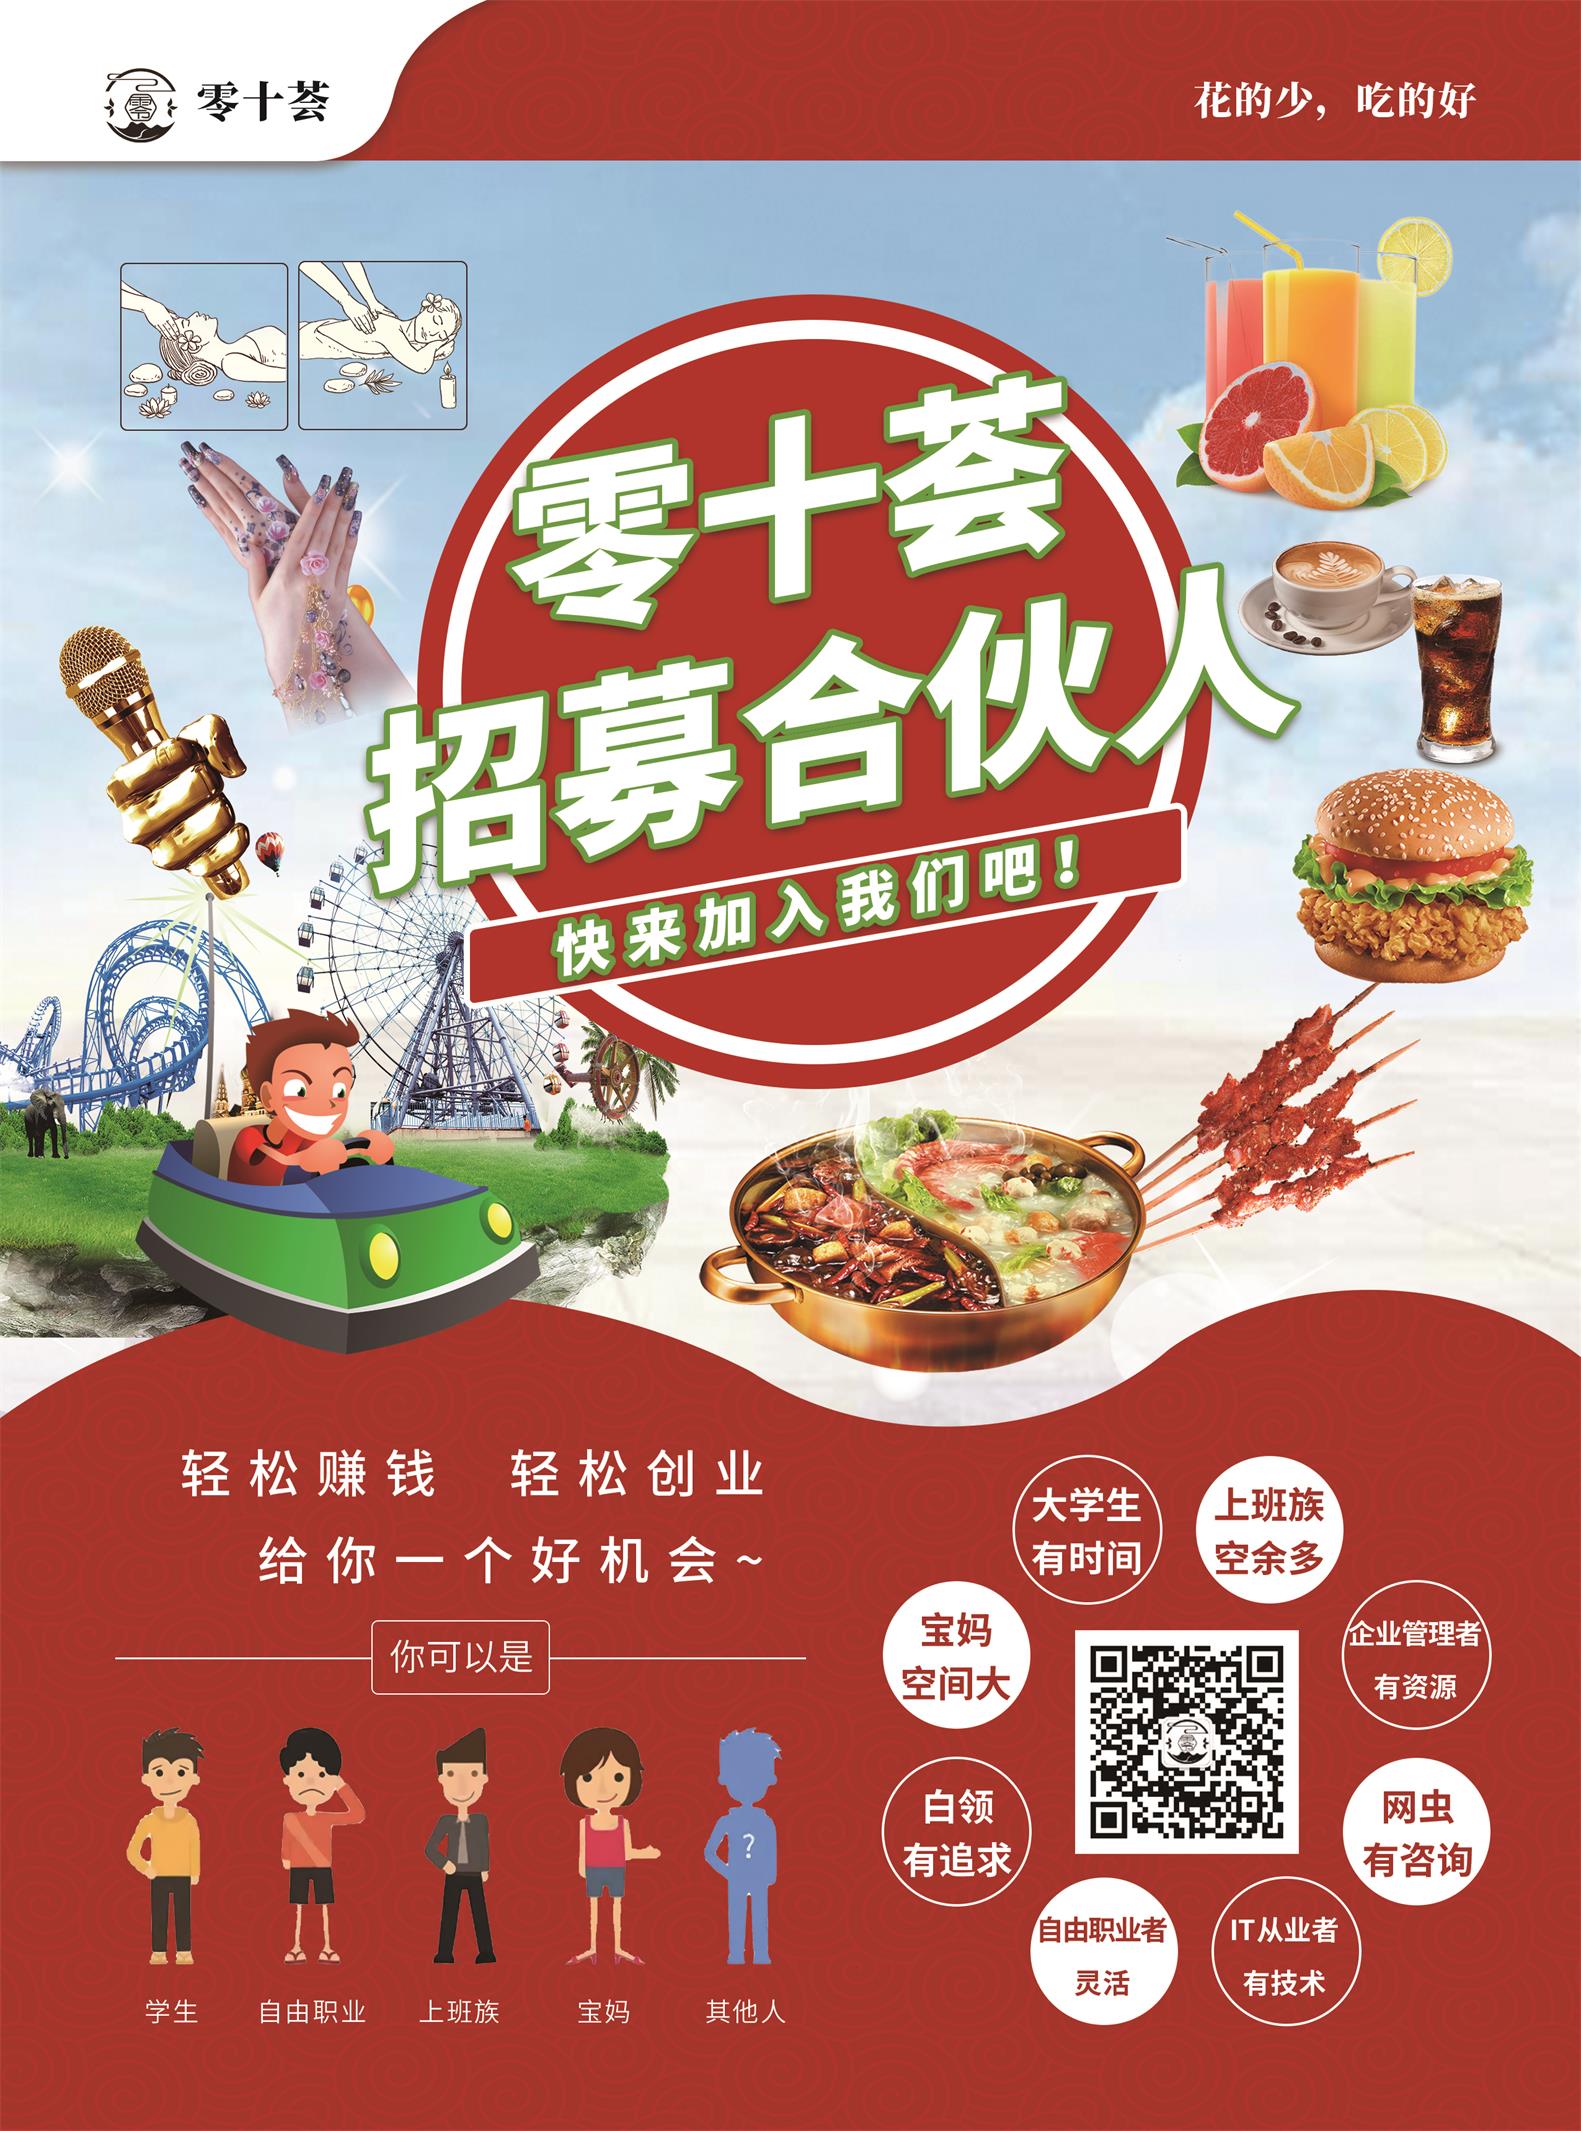 零十荟
花的少，吃的好
零十荟
招募合伙人
快来加入我们吧！
轻松赚钱 轻松创业
给你一个好机会~
你可以是
学生
自由职业
上班族
宝妈
其他人
?
大学生
有时间
上班族
空余多
宝妈
空间大
企业管理者
有资源
白领
有追求
网虫
有咨询
自由职业者
灵活
IT从业者
有技术
零
零